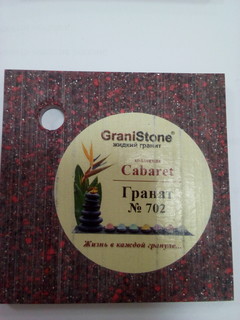 GraniStone®
жидкий гранит
коллекция
Cabaret
Гранат
№ 702
Жизнь в каждой грануле...